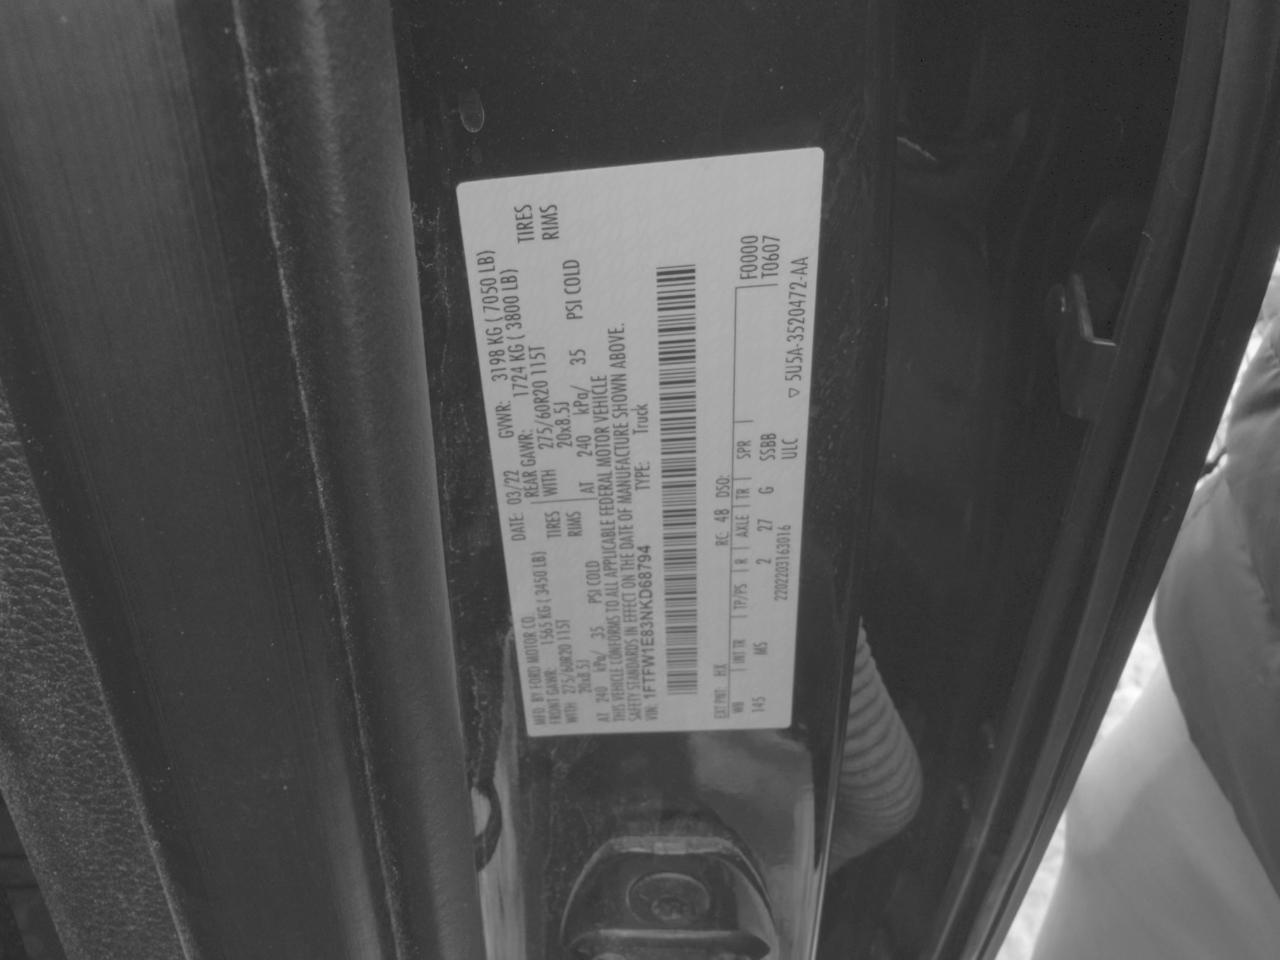 MFD. BY FORD MOTOR CO.
DATE: 03/22 GVWR: 3198 KG ( 7050 LB)
FRONT GAWR: 1565 KG ( 3450 LB) REAR GAWR: 1724 KG ( 3800 LB)
WITH 275/60R20 115T TIRES WITH 275/60R20 115T TIRES
20x8.5J RIMS 20x8.5J RIMS
AT 240 kPa/ 35 PSI COLD AT 240 kPa/ 35 PSI COLD
THIS VEHICLE CONFORMS TO ALL APPLICABLE FEDERAL MOTOR VEHICLE
SAFETY STANDARDS IN EFFECT ON THE DATE OF MANUFACTURE SHOWN ABOVE.
VIN: 1FTFW1E83NKD68794 TYPE: Truck
EXT PNT: HX RC: 48 DSO: F0000
WB INT TR TP/PS R AXLE TR SPR T0607
145 MS 2 27 G SSBB
2202203163016 ULC ▽ 5U5A-3520472-AA